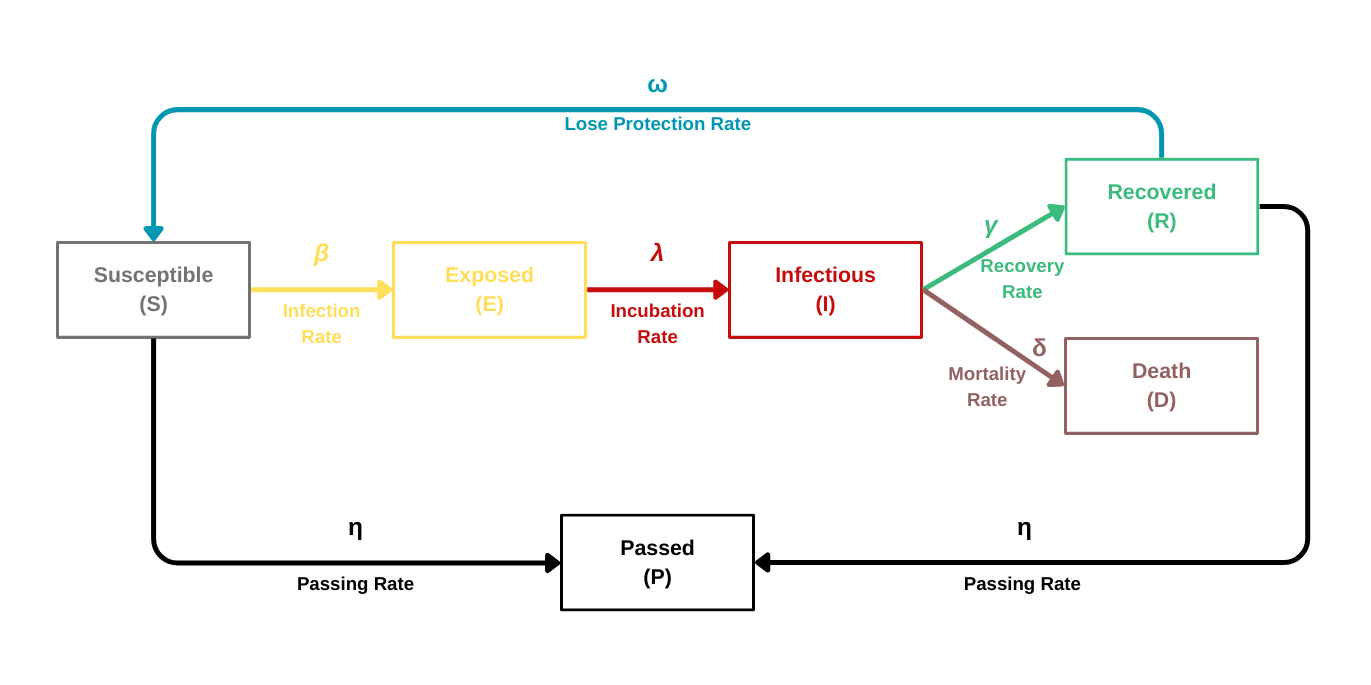 ω
Lose Protection Rate
Recovered
(R)
γ
Recovery
Rate
Susceptible
(S)
β
Infection
Rate
Exposed
(E)
λ
Incubation
Rate
Infectious
(I)
δ
Mortality
Rate
Death
(D)
η
Passing Rate
Passed
(P)
η
Passing Rate